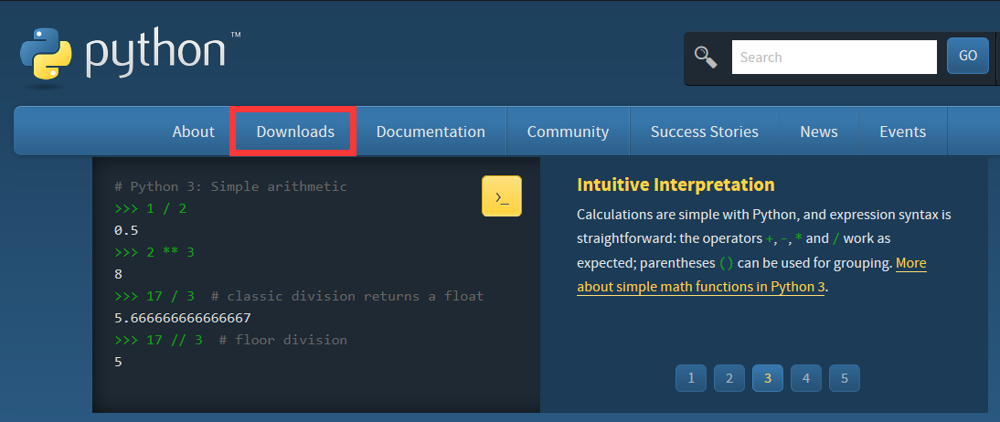 python™
Search
GO
About
Downloads
Documentation
Community
Success Stories
News
Events
# Python 3: Simple arithmetic
>>> 1 / 2
0.5
>>> 2 ** 3
8
>>> 17 / 3  # classic division returns a float
5.666666666666667
>>> 17 // 3  # floor division
5
>_
Intuitive Interpretation
Calculations are simple with Python, and expression syntax is
straightforward: the operators +, -, * and / work as
expected; parentheses () can be used for grouping. More
about simple math functions in Python 3.
1 2 3 4 5